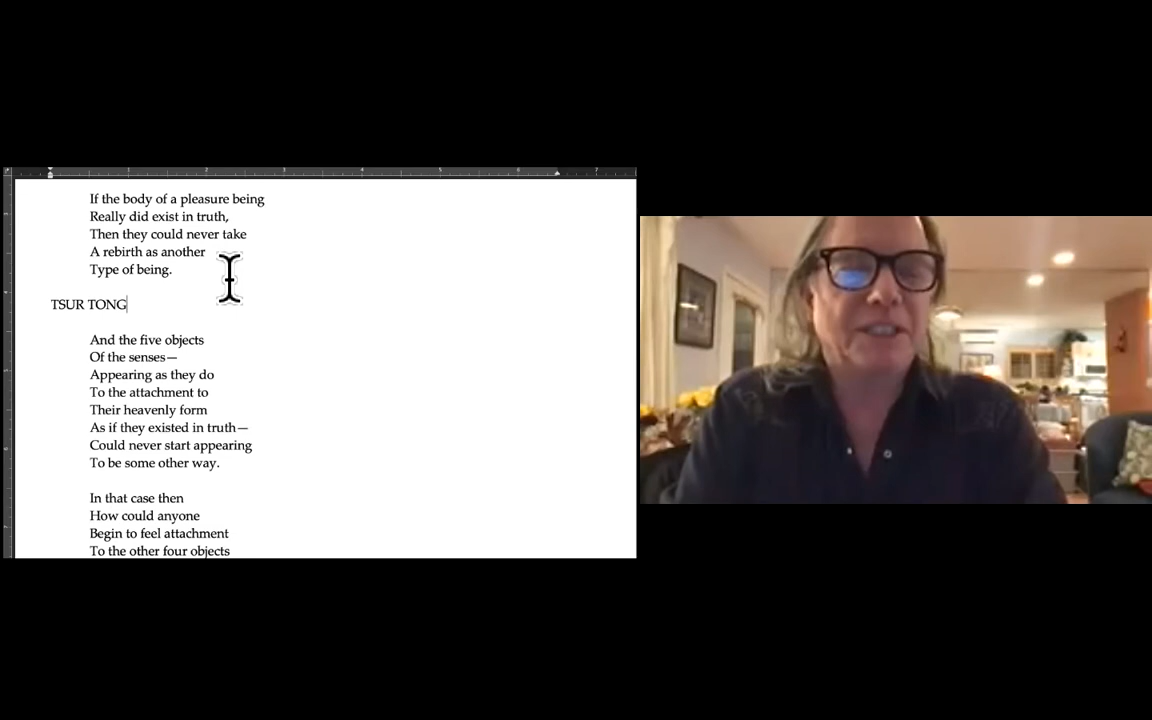 If the body of a pleasure being
Really did exist in truth,
Then they could never take
A rebirth as another
Type of being.
TSUR TONG
And the five objects
Of the senses—
Appearing as they do
To the attachment to
Their heavenly form
As if they existed in truth—
Could never start appearing
To be some other way.
In that case then
How could anyone
Begin to feel attachment
To the other four objects